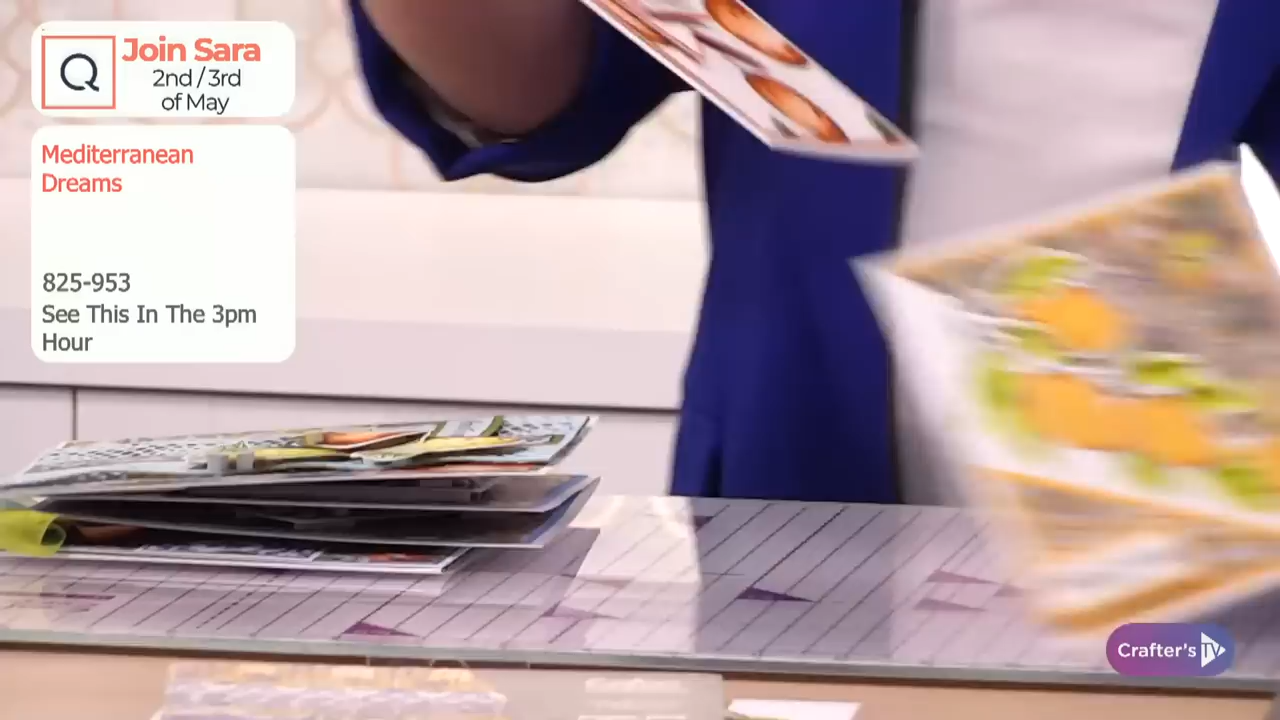 Q
Join Sara
2nd / 3rd
of May
Mediterranean
Dreams
825-953
See This In The 3pm
Hour
Crafter's TV